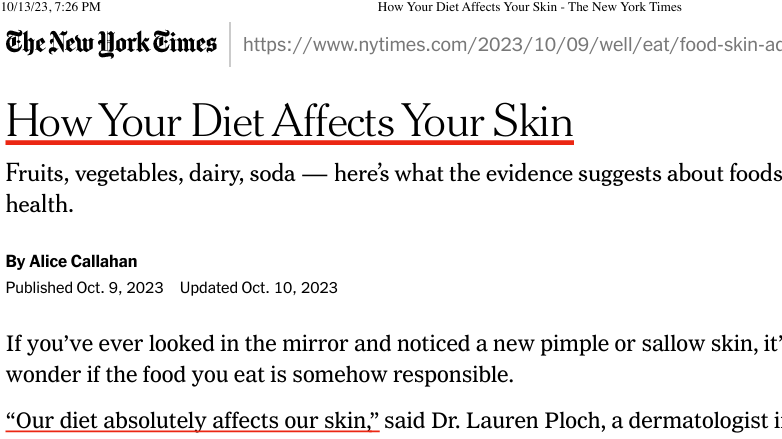 10/13/23, 7:26 PM How Your Diet Affects Your Skin - The New York Times
The New York Times https://www.nytimes.com/2023/10/09/well/eat/food-skin-ac
How Your Diet Affects Your Skin
Fruits, vegetables, dairy, soda — here’s what the evidence suggests about foods
health.
By Alice Callahan
Published Oct. 9, 2023 Updated Oct. 10, 2023
If you’ve ever looked in the mirror and noticed a new pimple or sallow skin, it’
wonder if the food you eat is somehow responsible.
“Our diet absolutely affects our skin,” said Dr. Lauren Ploch, a dermatologist